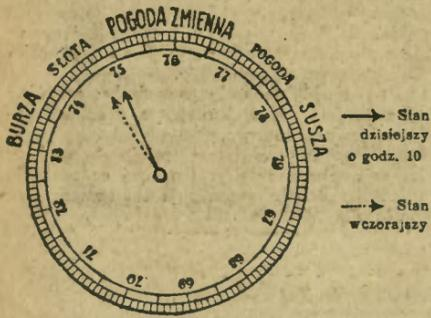 BURZA
SŁOTA
POGODA ZMIENNA
POGODA
SUSZA
73
74
75
76
77
78
79
67
68
69
70
71
72
Stan
dzisiejszy
o godz. 10
Stan
wczorajszy